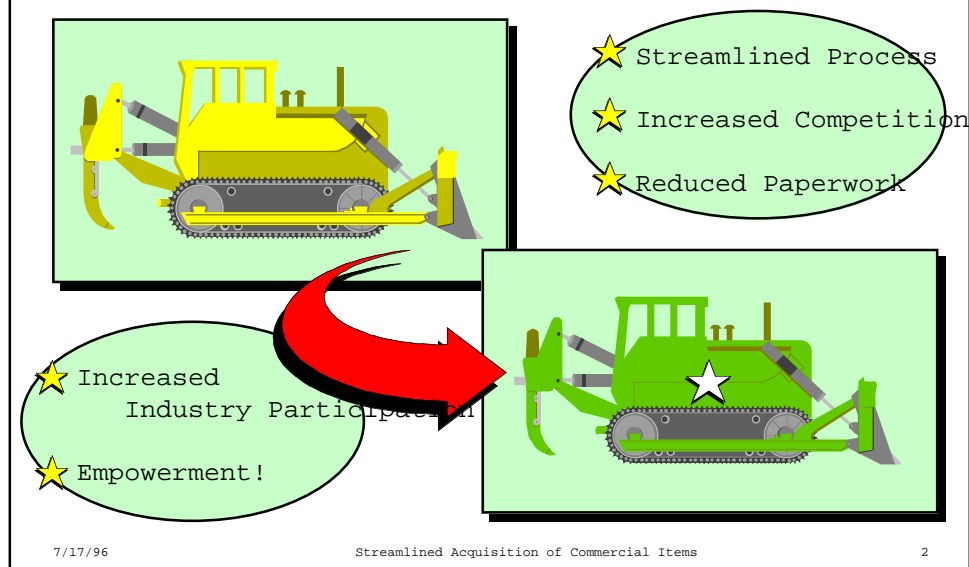 Streamlined Process
Increased Competition
Reduced Paperwork
Increased
Industry Participation
Empowerment!
7/17/96 Streamlined Acquisition of Commercial Items 2